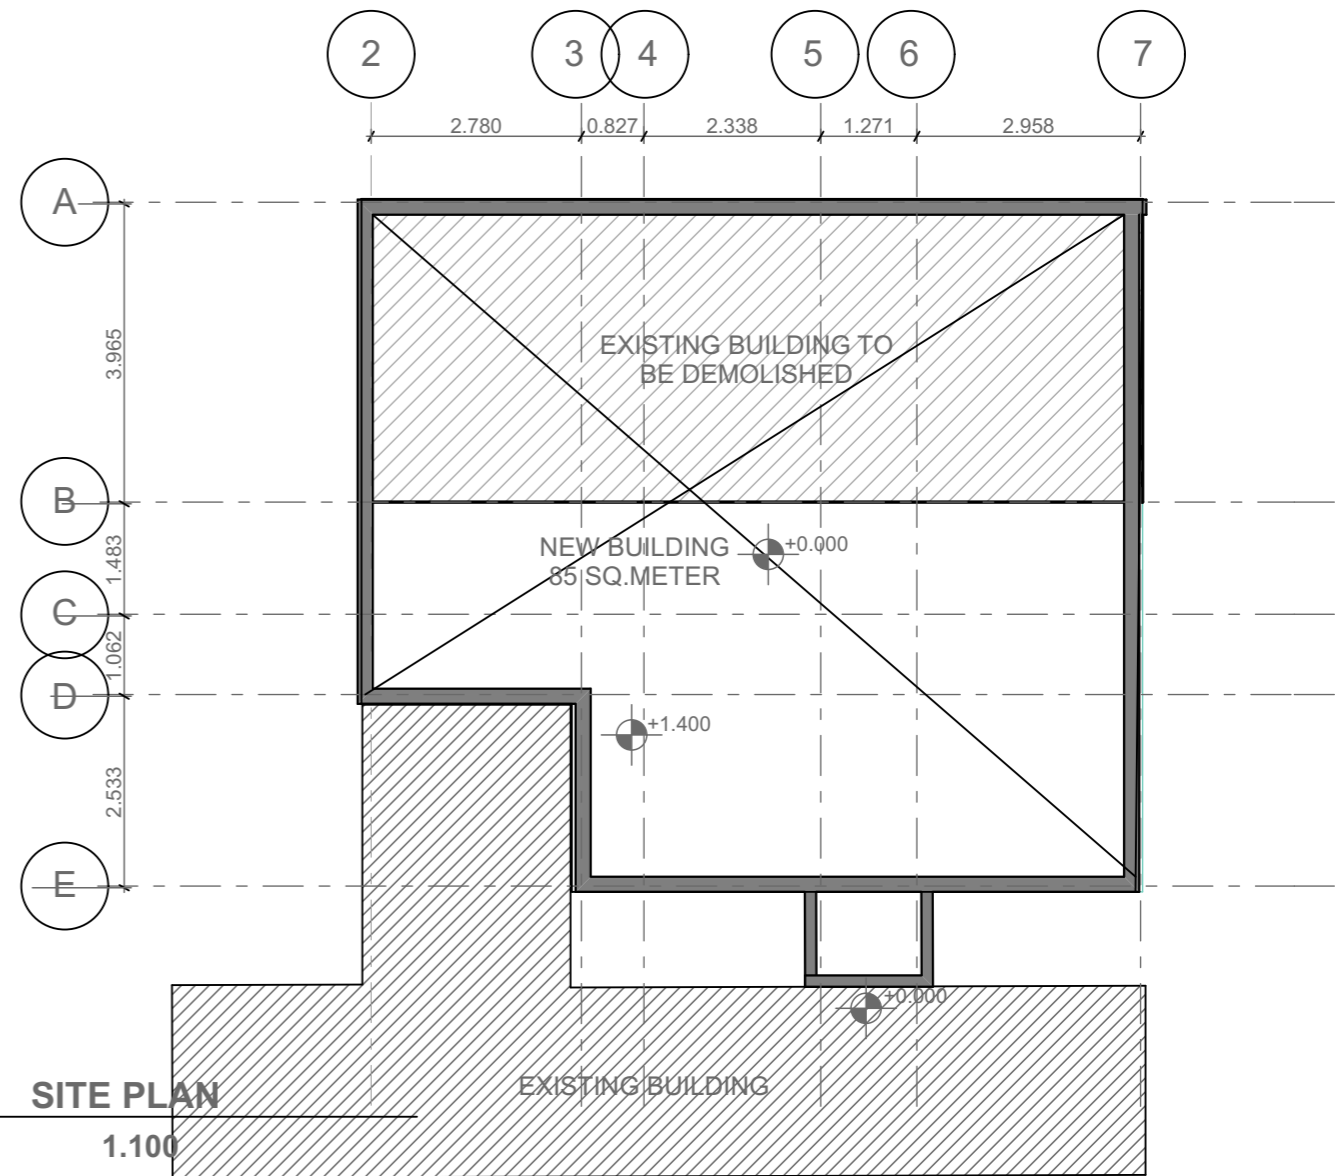 2 3 4 5 6 7
2.780 0.827 2.338 1.271 2.958
A
3.965
EXISTING BUILDING TO
BE DEMOLISHED
B
1.483
NEW BUILDING
85 SQ.METER
+0.000
C
1.062
D
+1.400
2.533
E
+0.000
EXISTING BUILDING
SITE PLAN
1.100